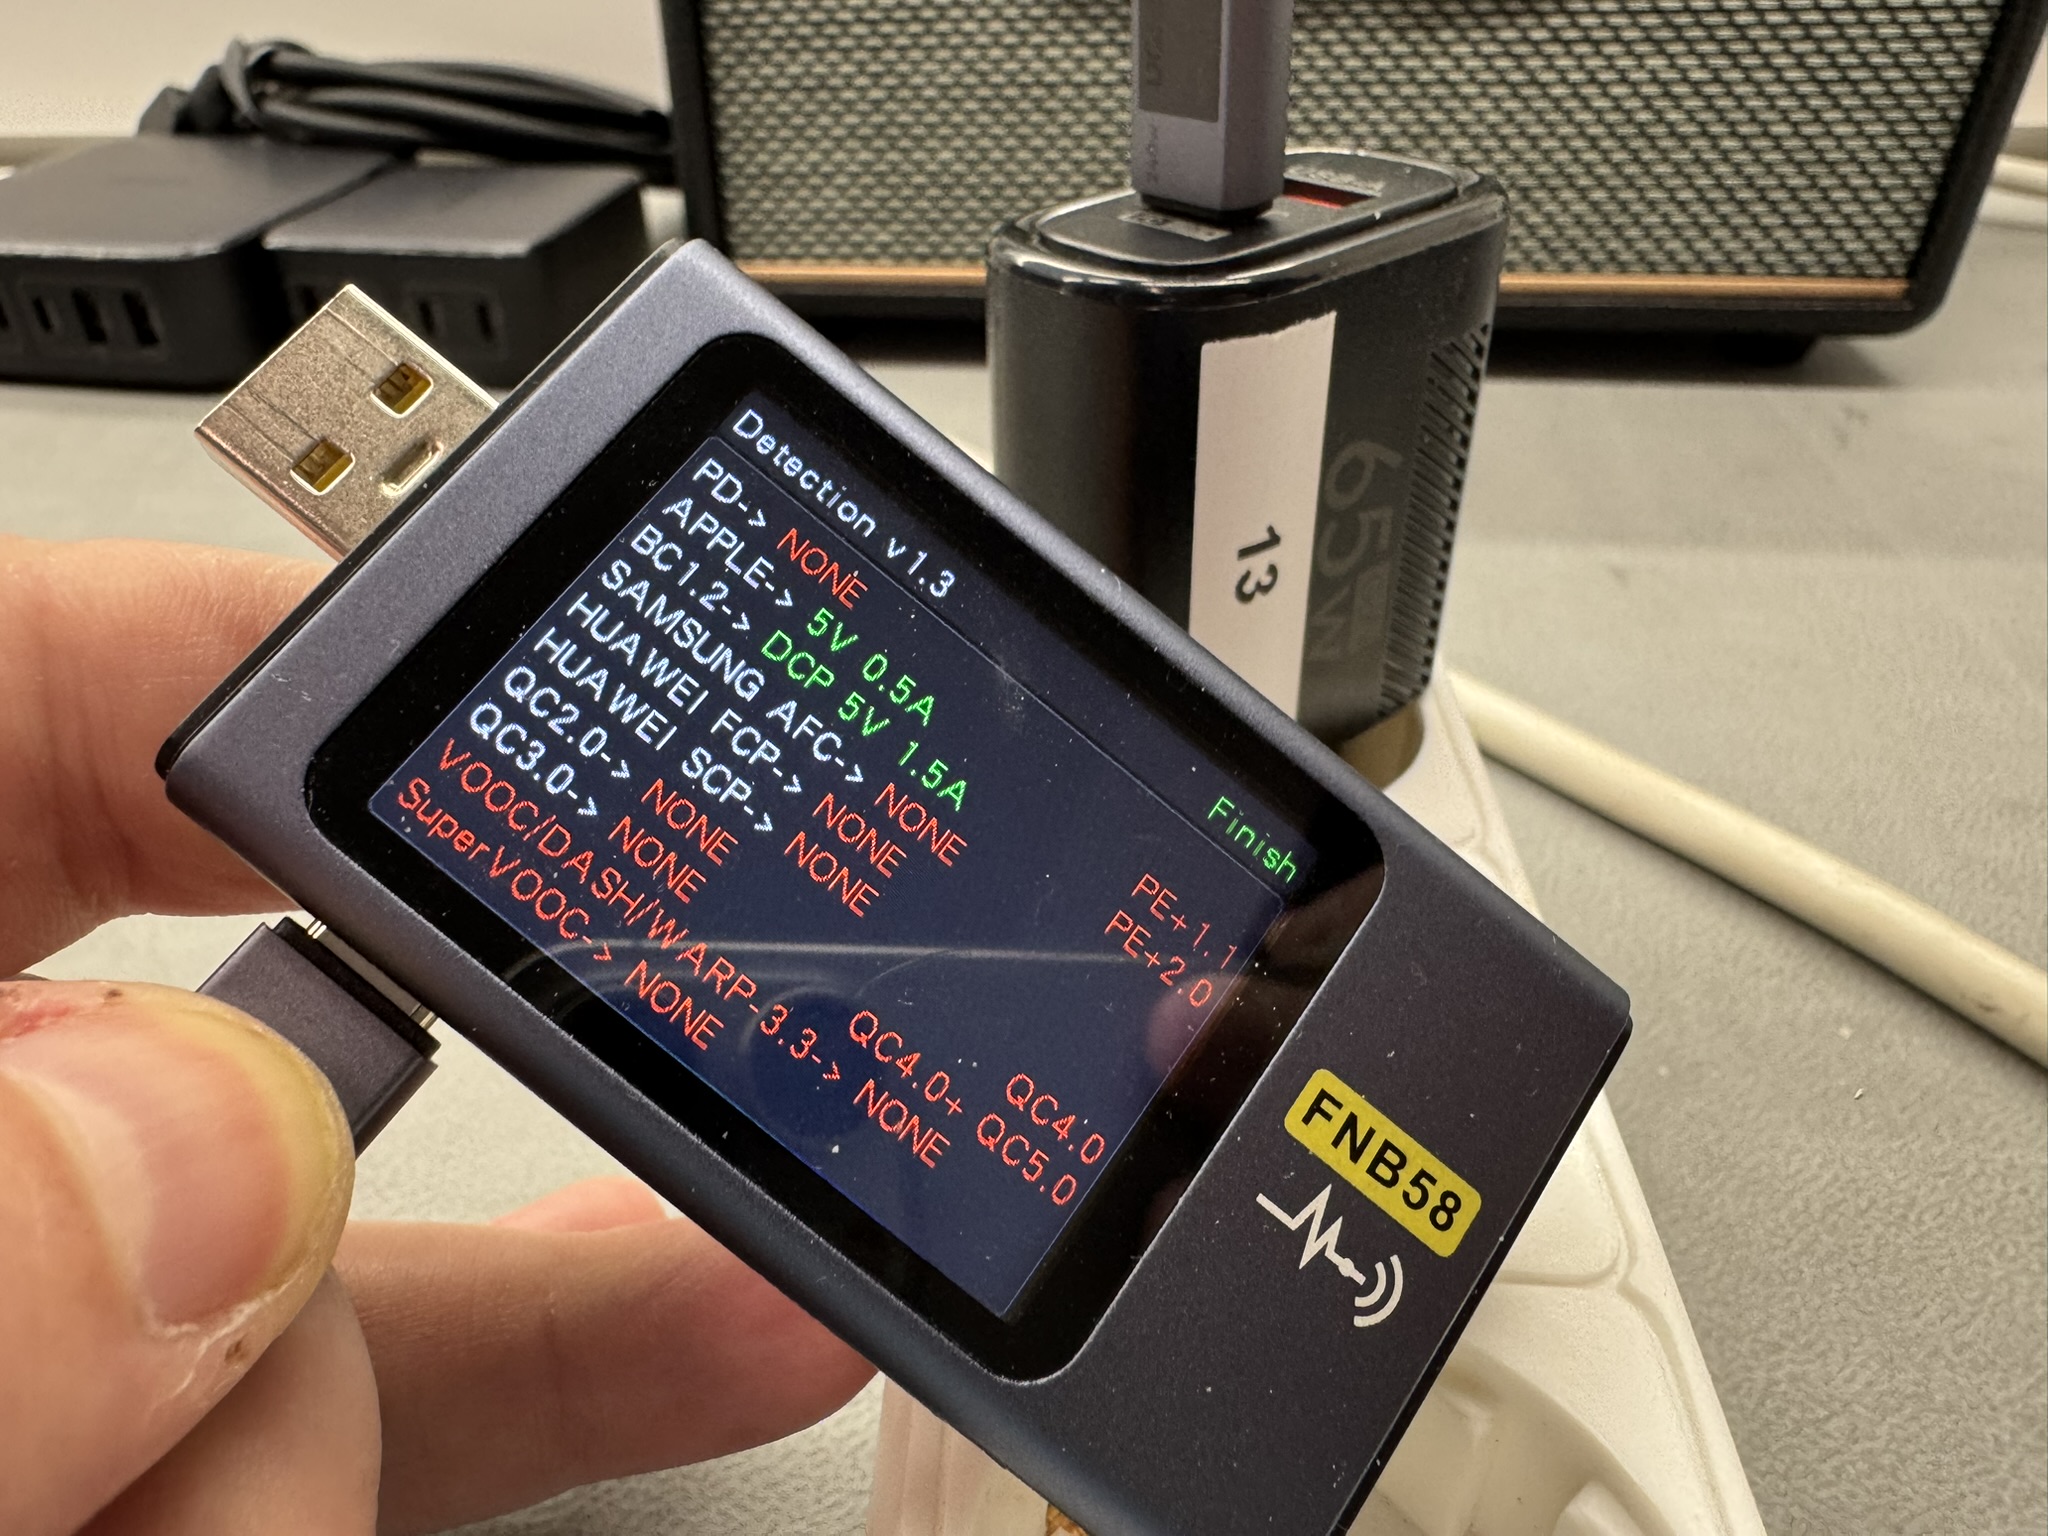 Detection v1.3
Finish
PD-> NONE
APPLE-> 5V 0.5A
BC1.2-> DCP 5V 1.5A
SAMSUNG AFC-> NONE
HUAWEI FCP-> NONE PE+1.1
HUAWEI SCP-> NONE PE+2.0
QC2.0-> NONE
QC3.0-> NONE QC4.0+ QC4.0
VOOC/DASH/WARP-3.3-> NONE QC5.0
SuperVOOC-> NONE
FNB58
13
65W